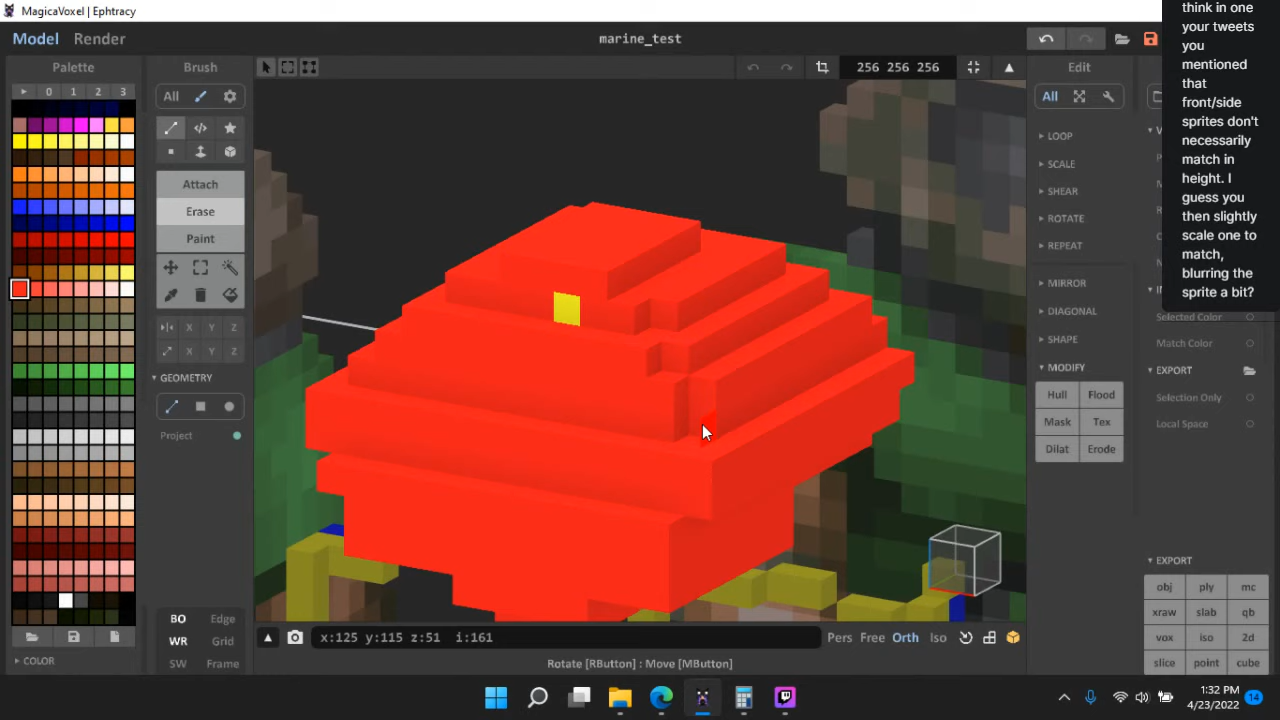 MagicaVoxel | Ephtracy
Model Render
marine_test
Palette
Brush
256 256 256
Edit
0 1 2 3
All
All
LOOP
SCALE
SHEAR
ROTATE
REPEAT
MIRROR
DIAGONAL
SHAPE
MODIFY
Hull Flood
Mask Tex
Dilat Erode
Attach
Erase
Paint
X Y Z
X Y Z
GEOMETRY
Project
BO Edge
WR Grid
SW Frame
COLOR
think in one
your tweets
you
mentioned
that
front/side
sprites don't
necessarily
match in
height. I
guess you
then slightly
scale one to
match,
blurring the
sprite a bit?
Selected Color
Match Color
EXPORT
Selection Only
Local Space
EXPORT
obj ply mc
xraw slab qb
vox iso 2d
slice point cube
x:125 y:115 z:51 i:161
Pers Free Orth Iso
Rotate [RButton] : Move [MButton]
1:32 PM
4/23/2022
14